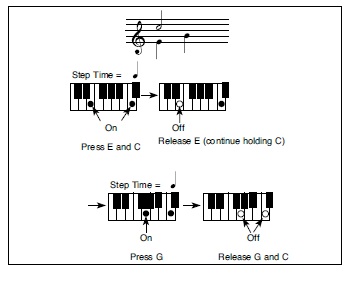 Step Time =
On
Off
Press E and C
Release E (continue holding C)
Step Time =
On
Off
Press G
Release G and C